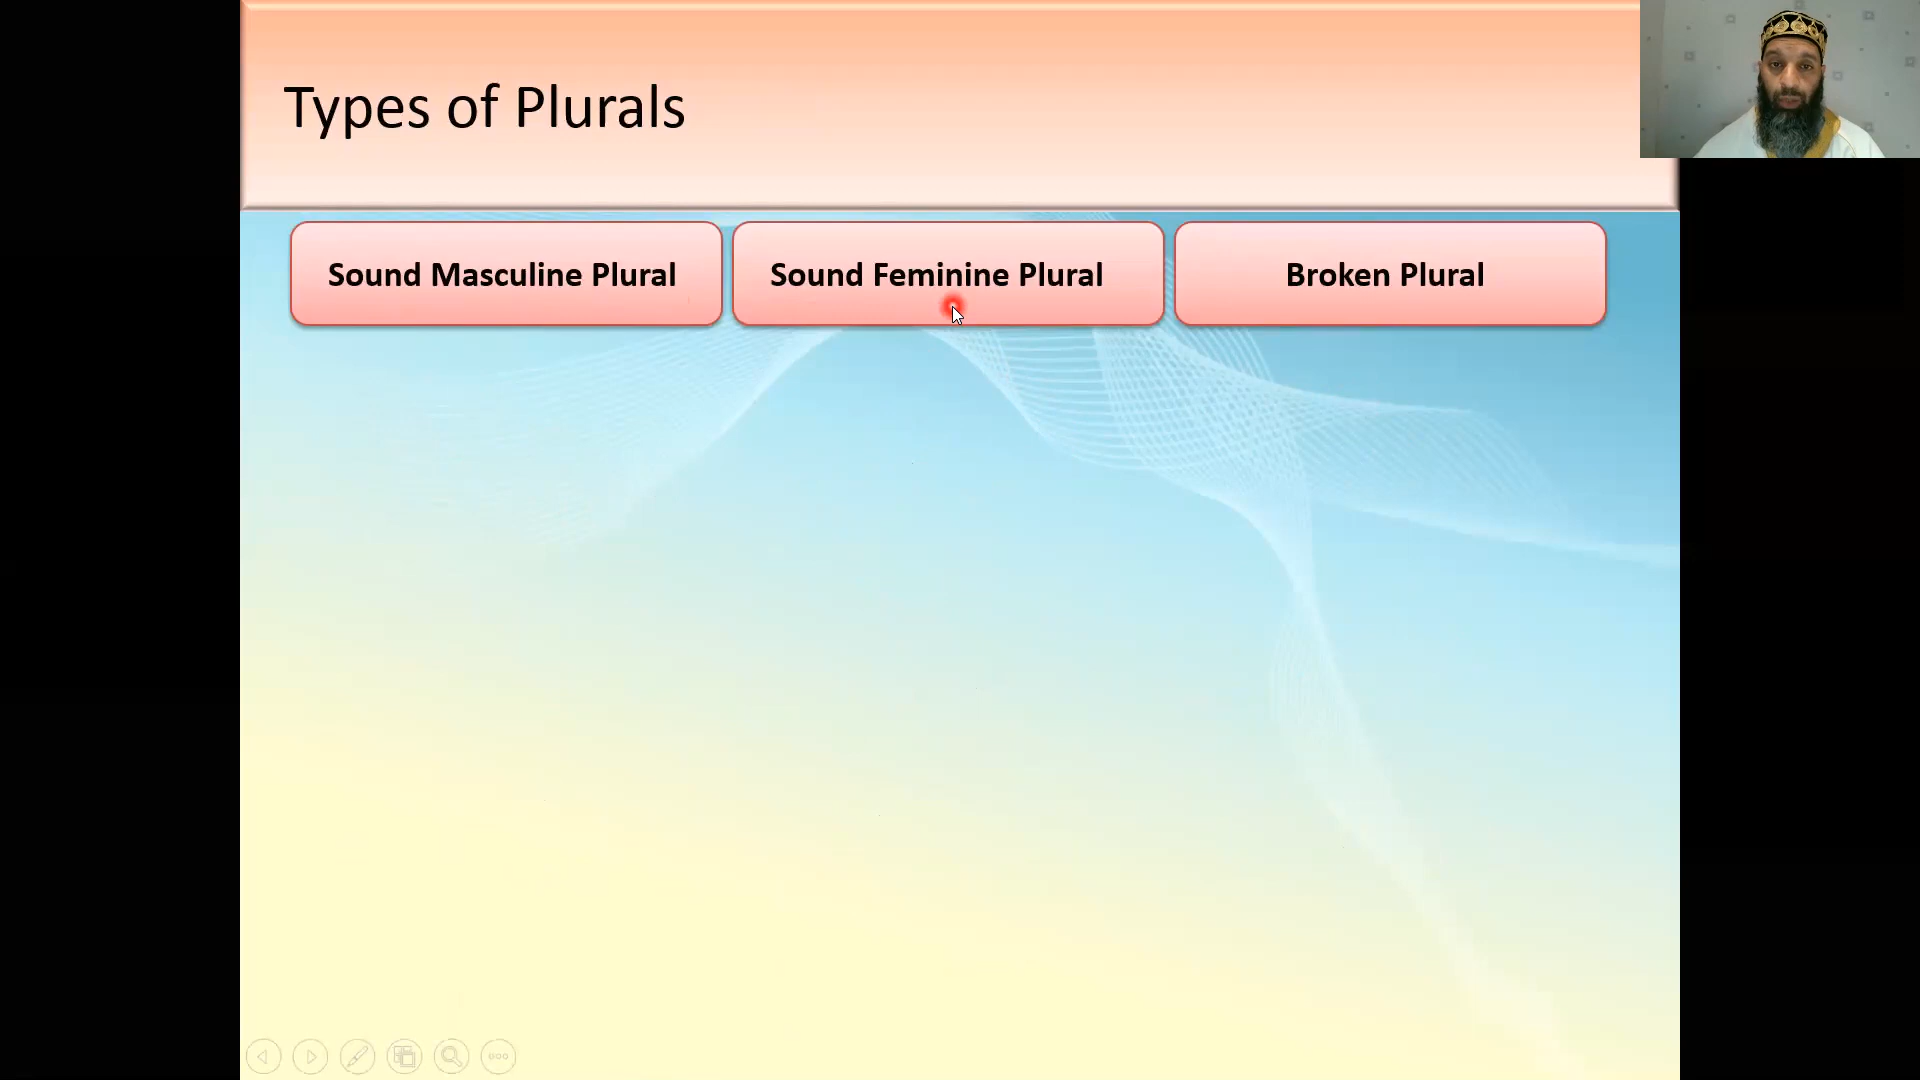 Types of Plurals
Sound Masculine Plural
Sound Feminine Plural
Broken Plural